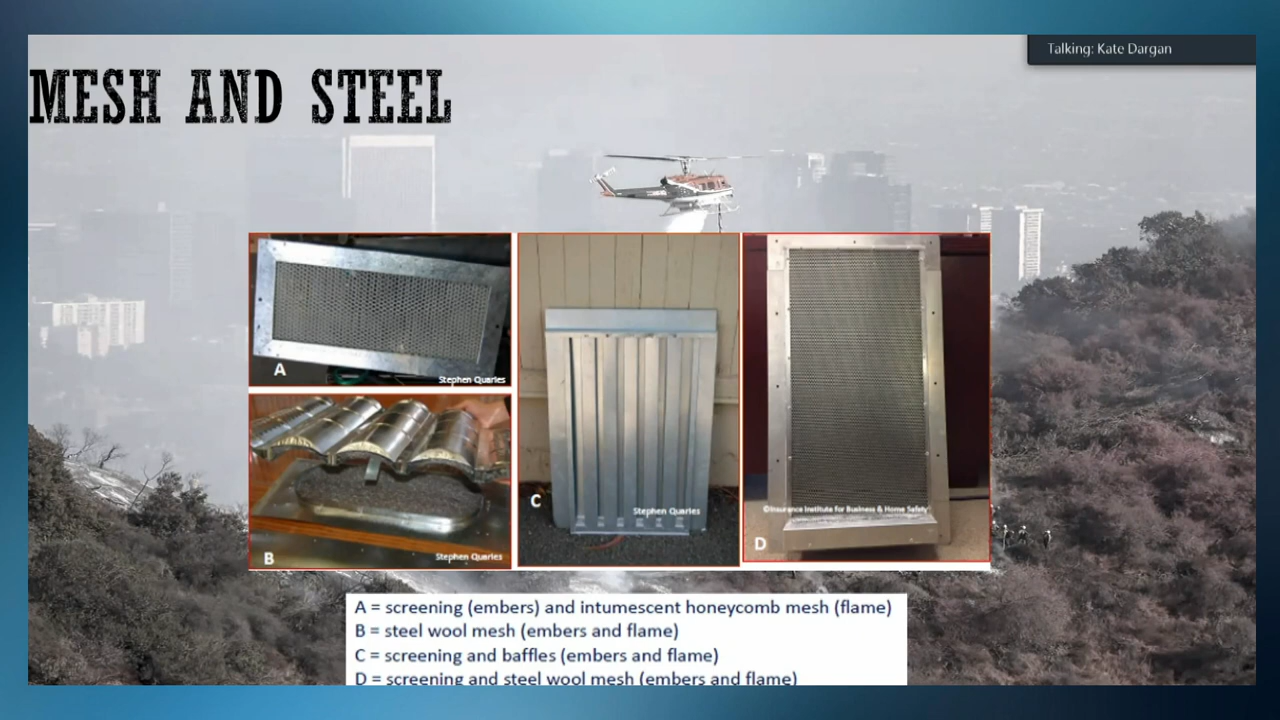 Talking: Kate Dargan
MESH AND STEEL
A
Stephen Quarles
B
Stephen Quarles
C
Stephen Quarles
©Insurance Institute for Business & Home Safety
D
A = screening (embers) and intumescent honeycomb mesh (flame)
B = steel wool mesh (embers and flame)
C = screening and baffles (embers and flame)
D = screening and steel wool mesh (embers and flame)